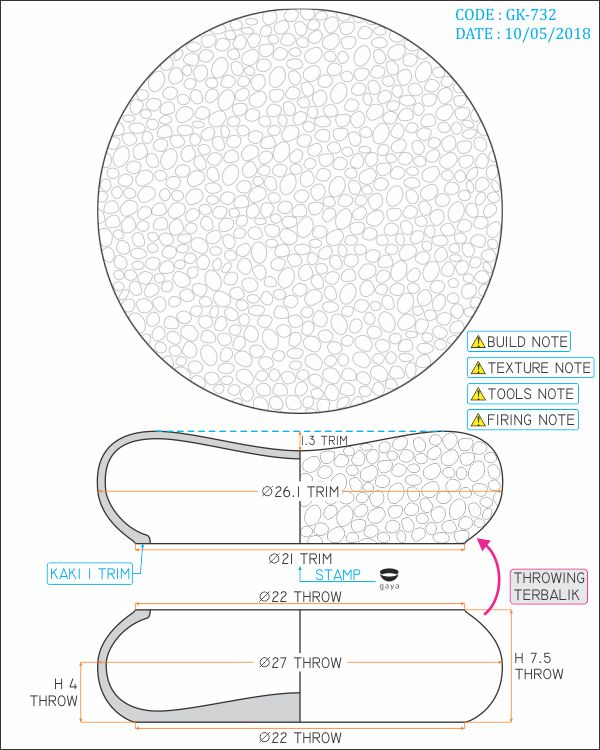 CODE : GK-732
DATE : 10/05/2018
BUILD NOTE
TEXTURE NOTE
TOOLS NOTE
FIRING NOTE
1.3 TRIM
Ø26.1 TRIM
Ø21 TRIM
KAKI 1 TRIM
STAMP
gaya
THROWING
TERBALIK
Ø22 THROW
Ø27 THROW
H 7.5
THROW
H 4
THROW
Ø22 THROW